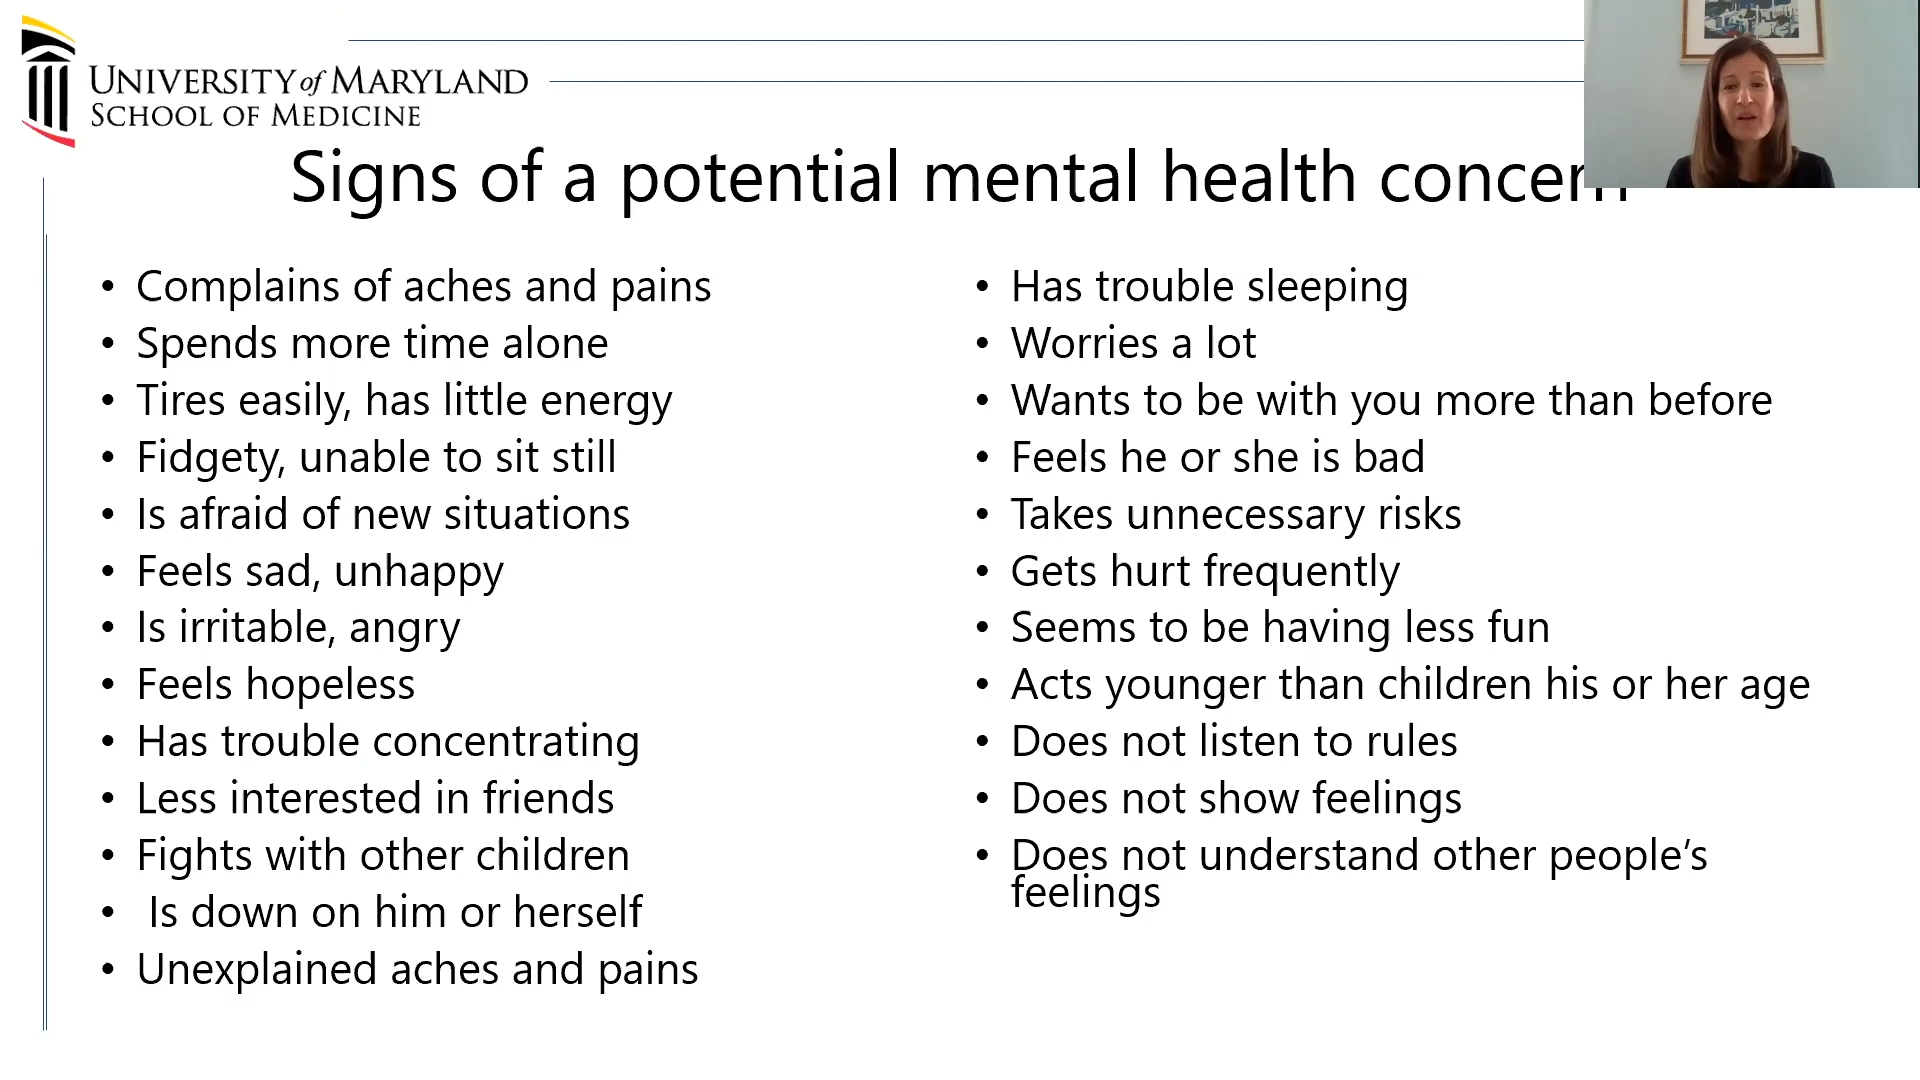 UNIVERSITY of MARYLAND
SCHOOL OF MEDICINE
Signs of a potential mental health concern
• Complains of aches and pains
• Spends more time alone
• Tires easily, has little energy
• Fidgety, unable to sit still
• Is afraid of new situations
• Feels sad, unhappy
• Is irritable, angry
• Feels hopeless
• Has trouble concentrating
• Less interested in friends
• Fights with other children
• Is down on him or herself
• Unexplained aches and pains
• Has trouble sleeping
• Worries a lot
• Wants to be with you more than before
• Feels he or she is bad
• Takes unnecessary risks
• Gets hurt frequently
• Seems to be having less fun
• Acts younger than children his or her age
• Does not listen to rules
• Does not show feelings
• Does not understand other people’s
feelings